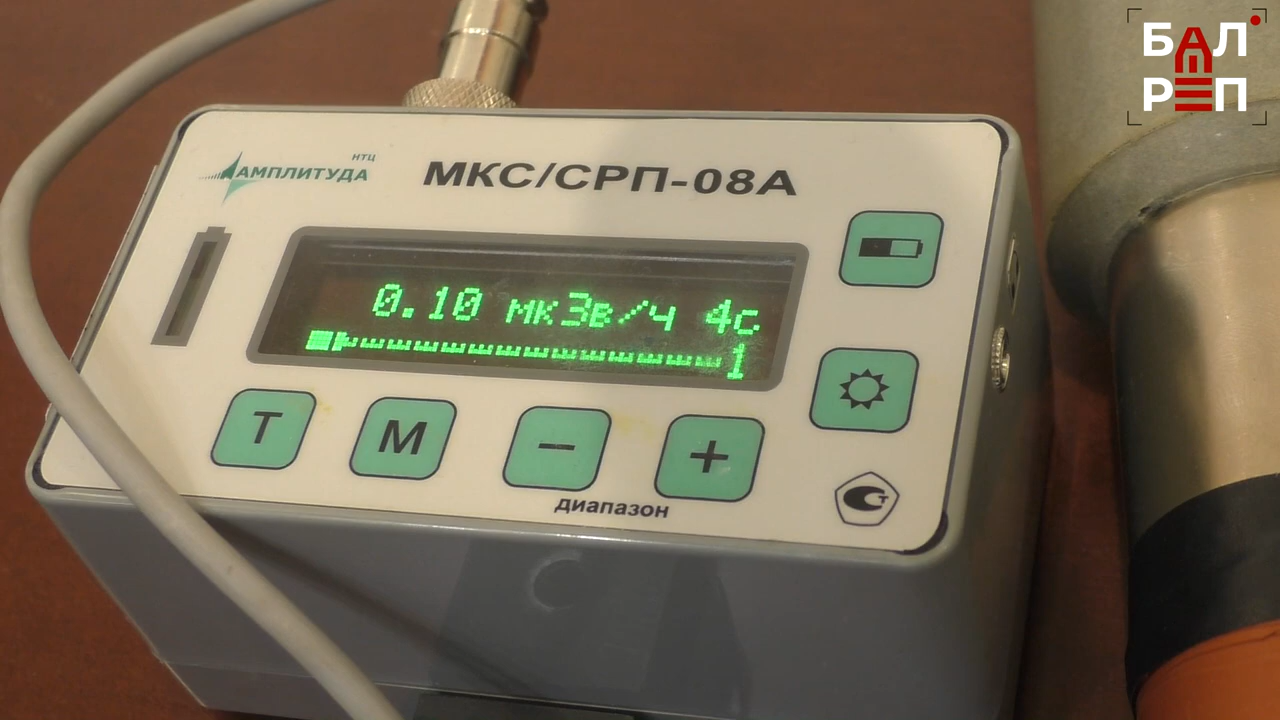 БАЛ
РЕП
НТЦ
АМПЛИТУДА
МКС/СРП-08А
0.10 мкЗв/ч 4с
1
Т
М
−
+
диапазон